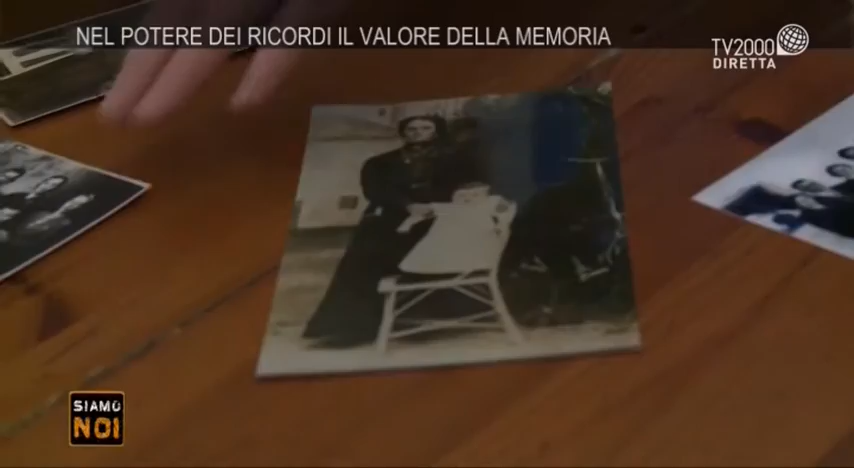 NEL POTERE DEI RICORDI IL VALORE DELLA MEMORIA
TV2000
DIRETTA
SIAMO
NOI